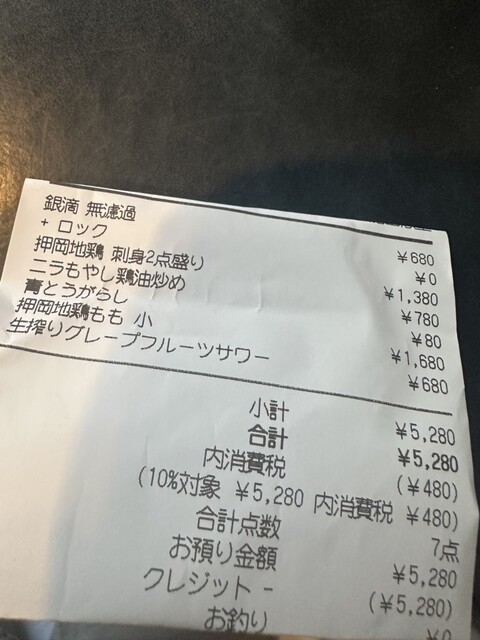 銀滴 無濾過 ¥680
+ ロック ¥0
押岡地鶏 刺身2点盛り ¥1,380
ニラもやし鶏油炒め ¥780
青とうがらし ¥80
押岡地鶏もも 小 ¥1,680
生搾りグレープフルーツサワー ¥680
小計 ¥5,280
合計 ¥5,280
内消費税 (¥480)
(10%対象 ¥5,280 内消費税 ¥480)
合計点数 7点
お預り金額 ¥5,280
クレジット - (¥5,280)
お釣り ¥0